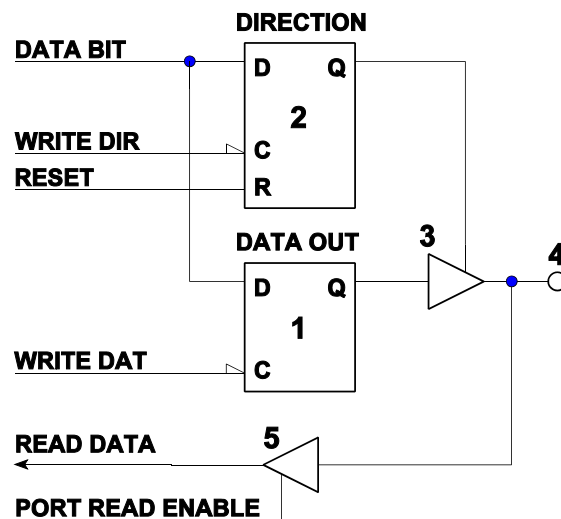 DIRECTION
DATA BIT
D Q
2
WRITE DIR
C
RESET
R
DATA OUT
3
4
D Q
1
WRITE DAT
C
5
READ DATA
PORT READ ENABLE